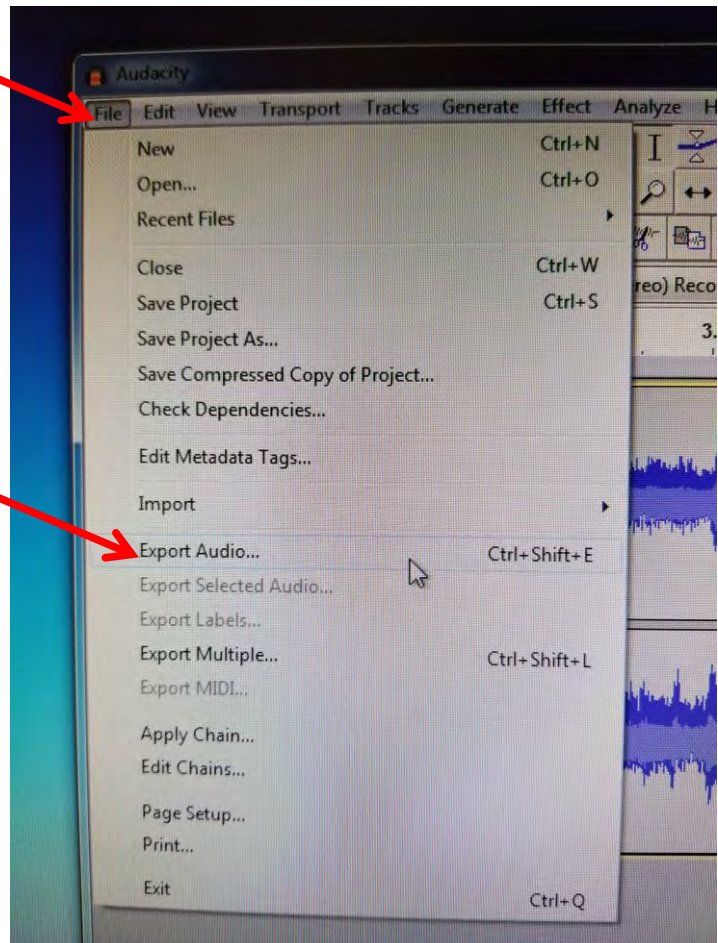 Audacity
File Edit View Transport Tracks Generate Effect Analyze H
New Ctrl+N
Open... Ctrl+O
Recent Files
Close Ctrl+W
reo) Reco
Save Project Ctrl+S
Save Project As...
3.
Save Compressed Copy of Project...
Check Dependencies...
Edit Metadata Tags...
Import
Export Audio... Ctrl+Shift+E
Export Selected Audio...
Export Labels...
Export Multiple... Ctrl+Shift+L
Export MIDI...
Apply Chain...
Edit Chains...
Page Setup...
Print...
Exit Ctrl+Q